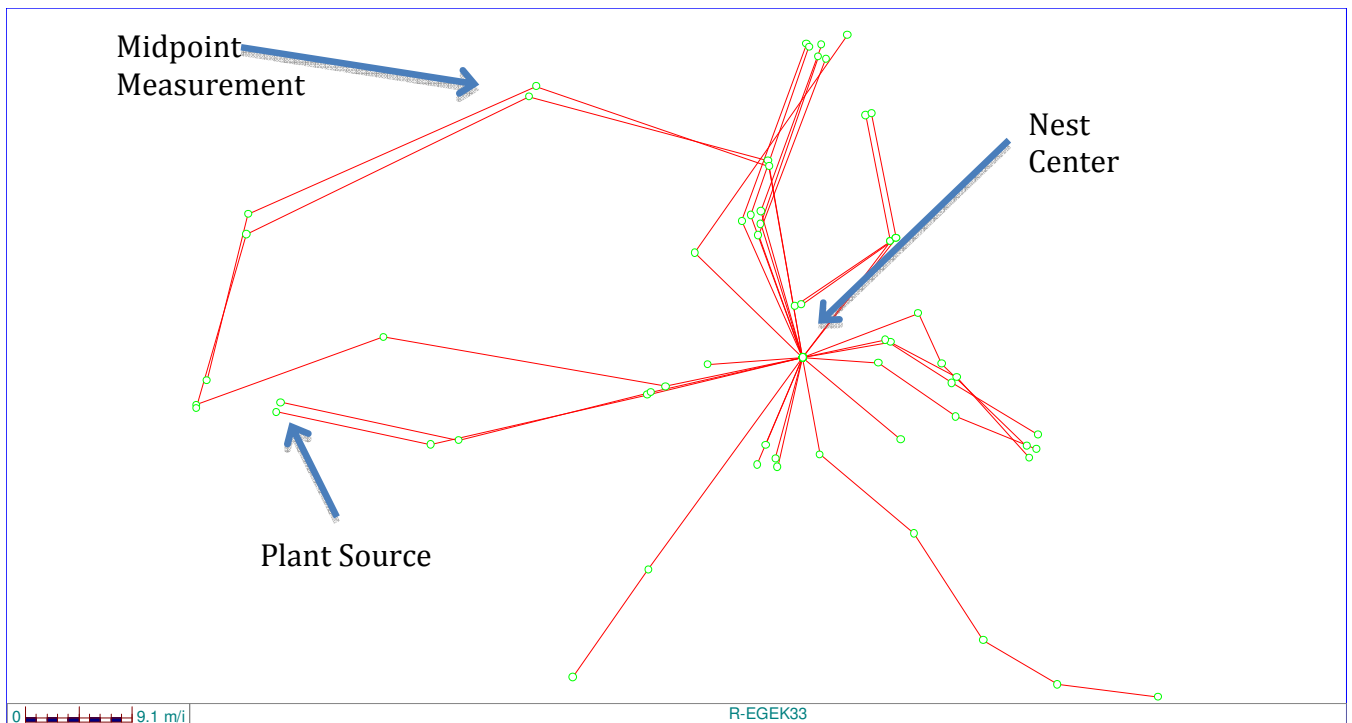 Midpoint
Measurement
Nest
Center
Plant Source
0 9.1 m/i
R-EGEK33